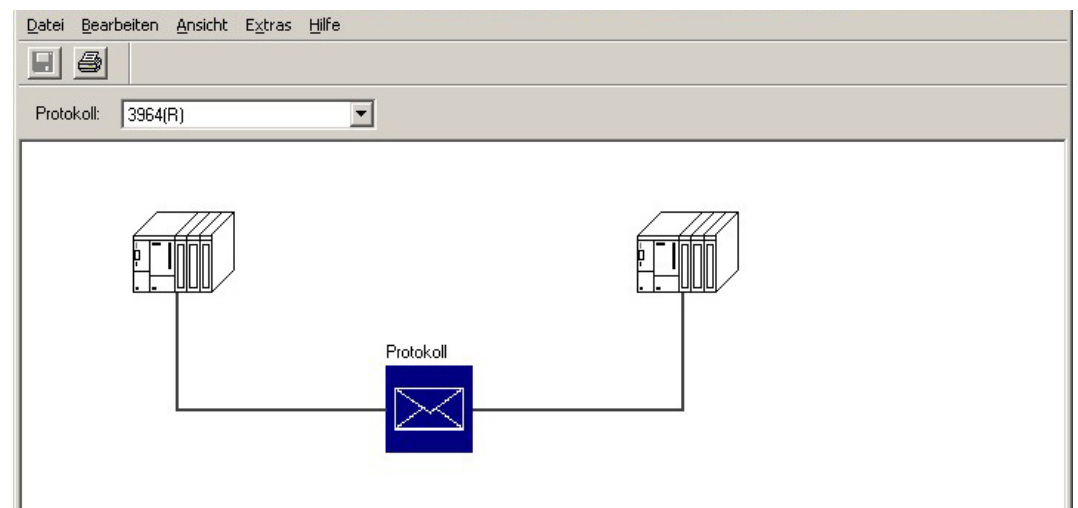 Datei Bearbeiten Ansicht Extras Hilfe
Protokoll: 3964(R)
Protokoll